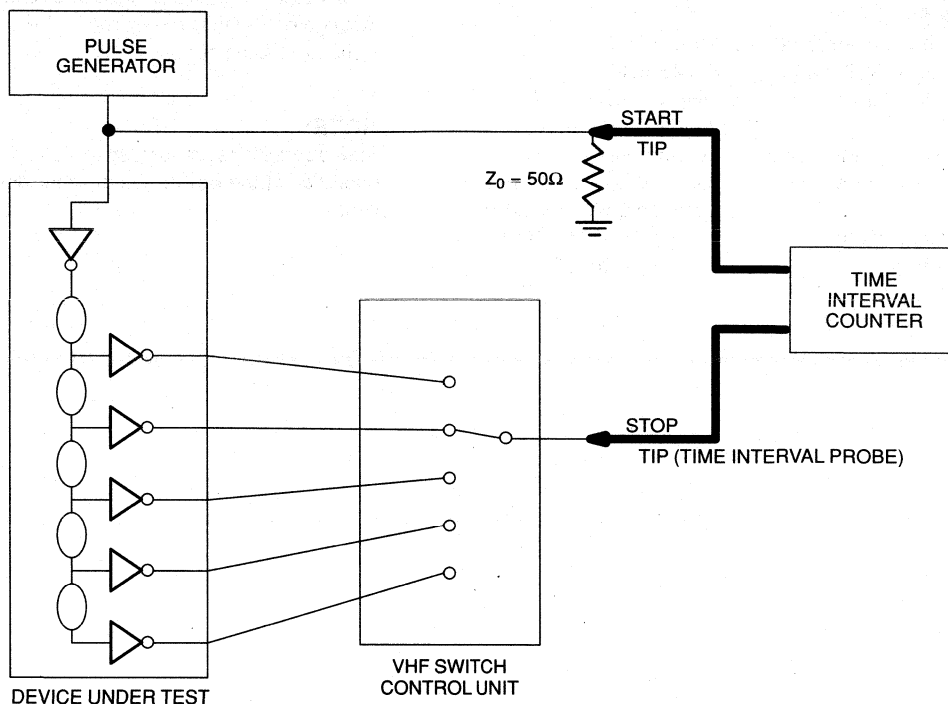 PULSE
GENERATOR
START
TIP
Z₀ = 50Ω
TIME
INTERVAL
COUNTER
STOP
TIP (TIME INTERVAL PROBE)
VHF SWITCH
CONTROL UNIT
DEVICE UNDER TEST